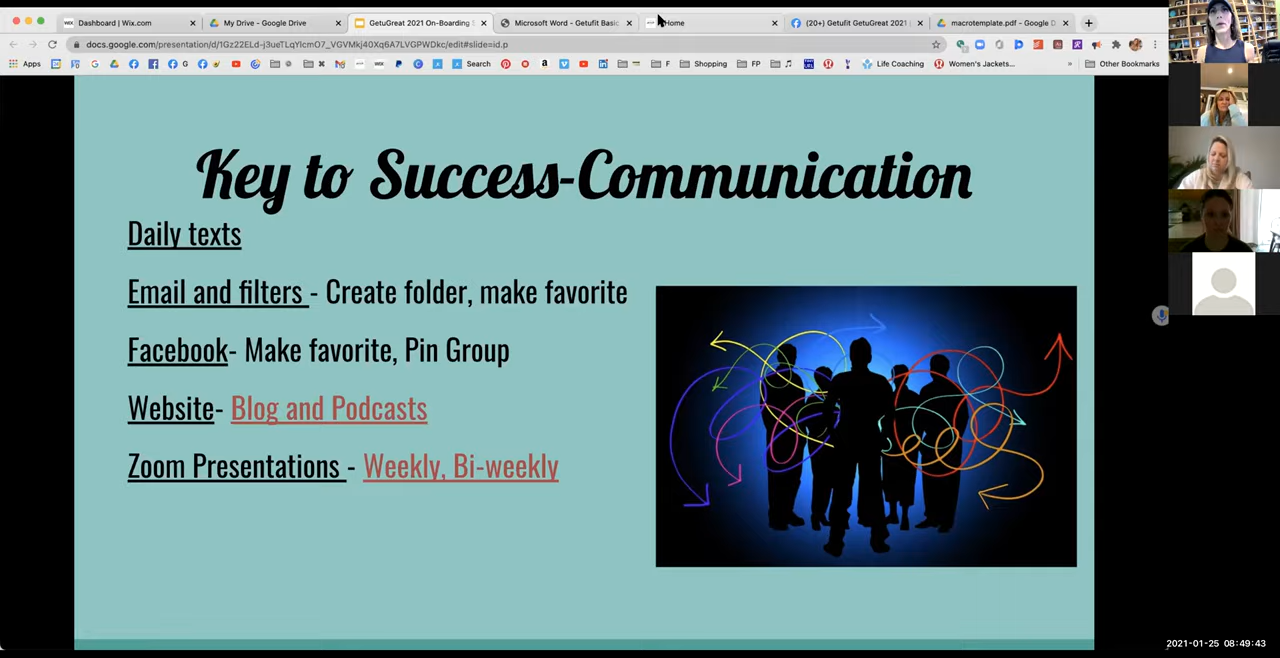 Dashboard | Wix.com
My Drive - Google Drive
GetuGreat 2021 On-Boarding
Microsoft Word - Getufit Basic
Home
(20+) Getufit GetuGreat 2021
macrotemplate.pdf - Google D
docs.google.com/presentation/d/1Gz22ELd-j3ueTLqYlcmO7_VGVMkj40Xq6A7LVGPWDkc/edit#slide=id.p
Apps
G
F
Search
F
Shopping
FP
Life Coaching
Women's Jackets...
»
Other Bookmarks
Key to Success-Communication
Daily texts
Email and filters - Create folder, make favorite
Facebook- Make favorite, Pin Group
Website- Blog and Podcasts
Zoom Presentations - Weekly, Bi-weekly
2021-01-25 08:49:43